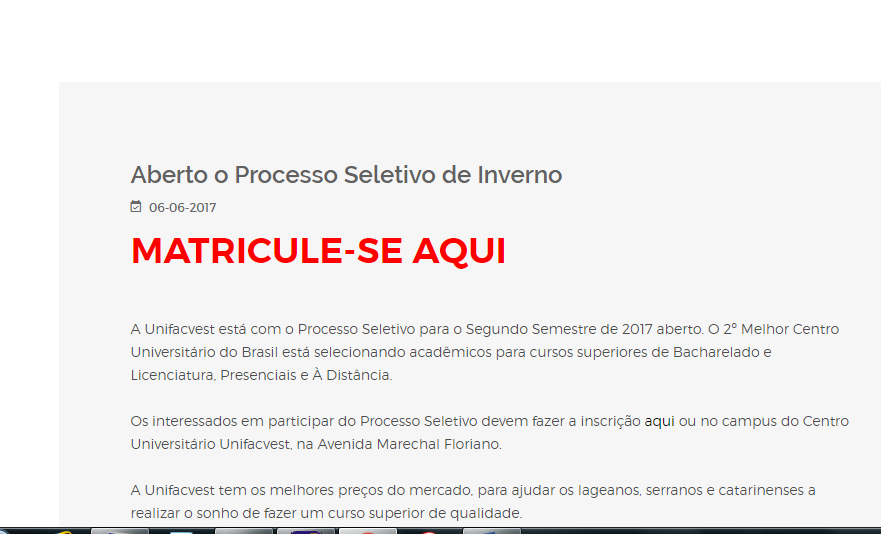 Aberto o Processo Seletivo de Inverno
06-06-2017
MATRICULE-SE AQUI
A Unifacvest está com o Processo Seletivo para o Segundo Semestre de 2017 aberto. O 2º Melhor Centro
Universitário do Brasil está selecionando acadêmicos para cursos superiores de Bacharelado e
Licenciatura, Presenciais e À Distância.
Os interessados em participar do Processo Seletivo devem fazer a inscrição aqui ou no campus do Centro
Universitário Unifacvest, na Avenida Marechal Floriano.
A Unifacvest tem os melhores preços do mercado, para ajudar os lageanos, serranos e catarinenses a
realizar o sonho de fazer um curso superior de qualidade.